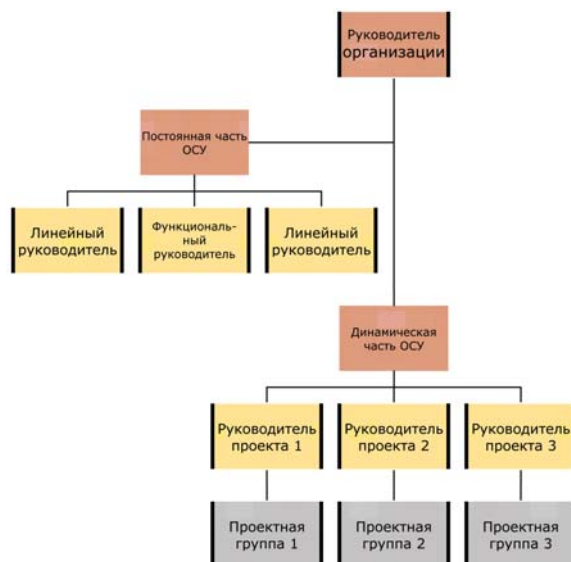 Руководитель
организации
Постоянная часть
ОСУ
Линейный
руководитель
Функциональ-
ный
руководитель
Линейный
руководитель
Динамическая
часть ОСУ
Руководитель
проекта 1
Руководитель
проекта 2
Руководитель
проекта 3
Проектная
группа 1
Проектная
группа 2
Проектная
группа 3